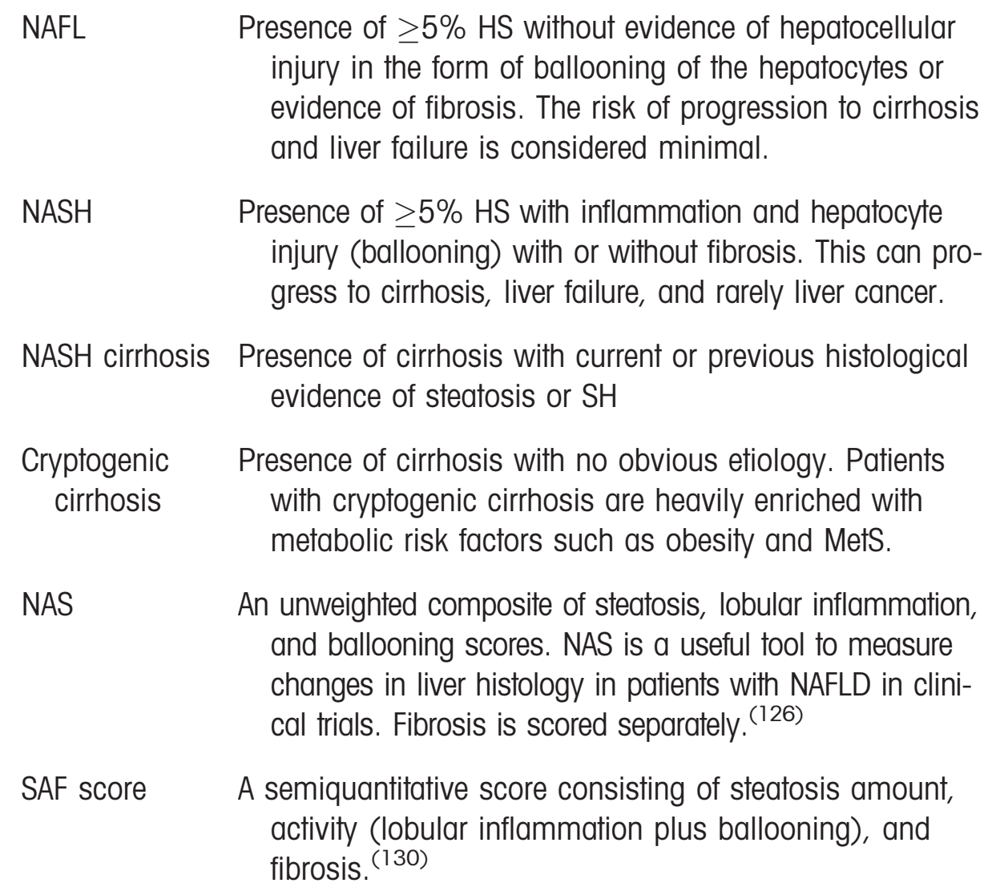 NAFL Presence of ≥5% HS without evidence of hepatocellular
injury in the form of ballooning of the hepatocytes or
evidence of fibrosis. The risk of progression to cirrhosis
and liver failure is considered minimal.
NASH Presence of ≥5% HS with inflammation and hepatocyte
injury (ballooning) with or without fibrosis. This can pro-
gress to cirrhosis, liver failure, and rarely liver cancer.
NASH cirrhosis Presence of cirrhosis with current or previous histological
evidence of steatosis or SH
Cryptogenic Presence of cirrhosis with no obvious etiology. Patients
cirrhosis with cryptogenic cirrhosis are heavily enriched with
metabolic risk factors such as obesity and MetS.
NAS An unweighted composite of steatosis, lobular inflammation,
and ballooning scores. NAS is a useful tool to measure
changes in liver histology in patients with NAFLD in clini-
cal trials. Fibrosis is scored separately.(126)
SAF score A semiquantitative score consisting of steatosis amount,
activity (lobular inflammation plus ballooning), and
fibrosis.(130)